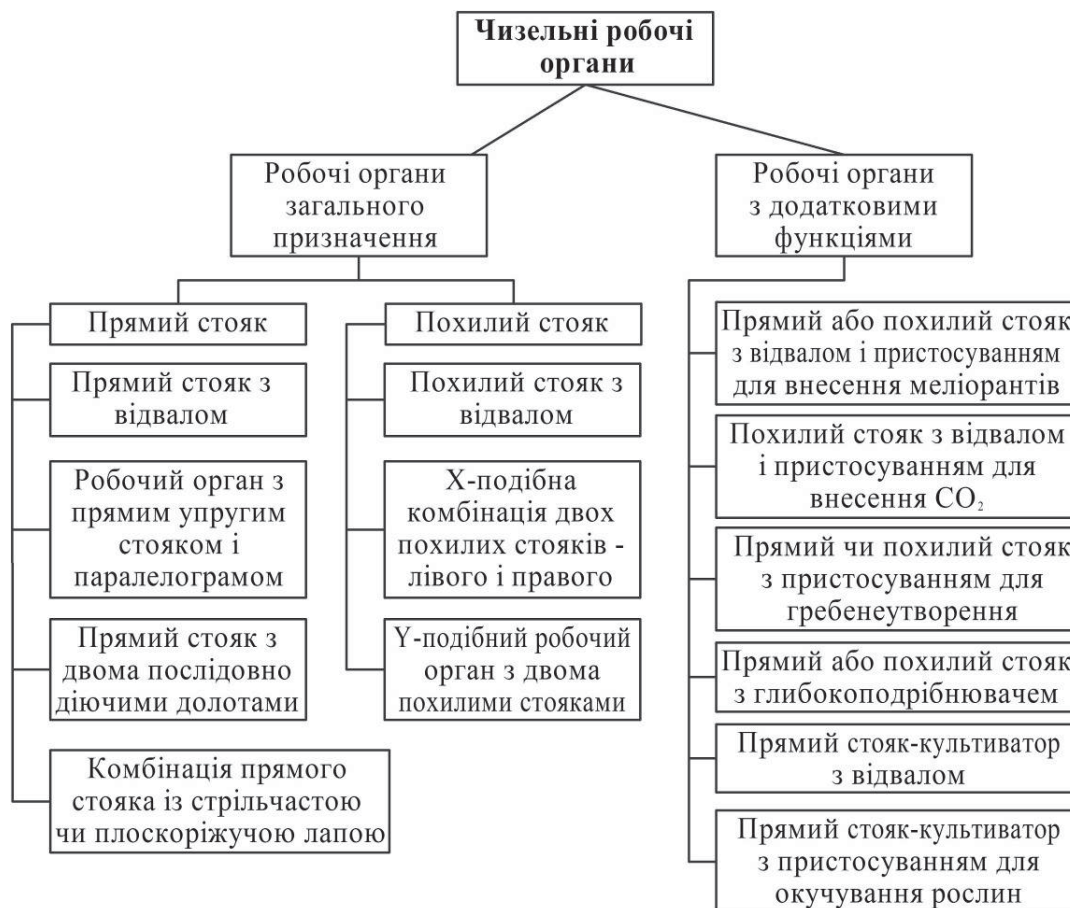 Чизельні робочі
органи
Робочі органи
загального
призначення
Робочі органи
з додатковими
функціями
Прямий стояк
Прямий стояк з
відвалом
Робочий орган з
прямим упругим
стояком і
паралелограмом
Прямий стояк з
двома послідовно
діючими долотами
Комбінація прямого
стояка із стрільчастою
чи плоскоріжучою лапою
Похилий стояк
Похилий стояк з
відвалом
Х-подібна
комбінація двох
похилих стояків -
лівого і правого
Y-подібний робочий
орган з двома
похилими стояками
Прямий або похилий стояк
з відвалом і пристосуванням
для внесення меліорантів
Похилий стояк з відвалом
і пристосуванням для
внесення СО₂
Прямий чи похилий стояк
з пристосуванням для
гребенеутворення
Прямий або похилий стояк
з глибокоподрібнювачем
Прямий стояк-культиватор
з відвалом
Прямий стояк-культиватор
з пристосуванням для
окучування рослин